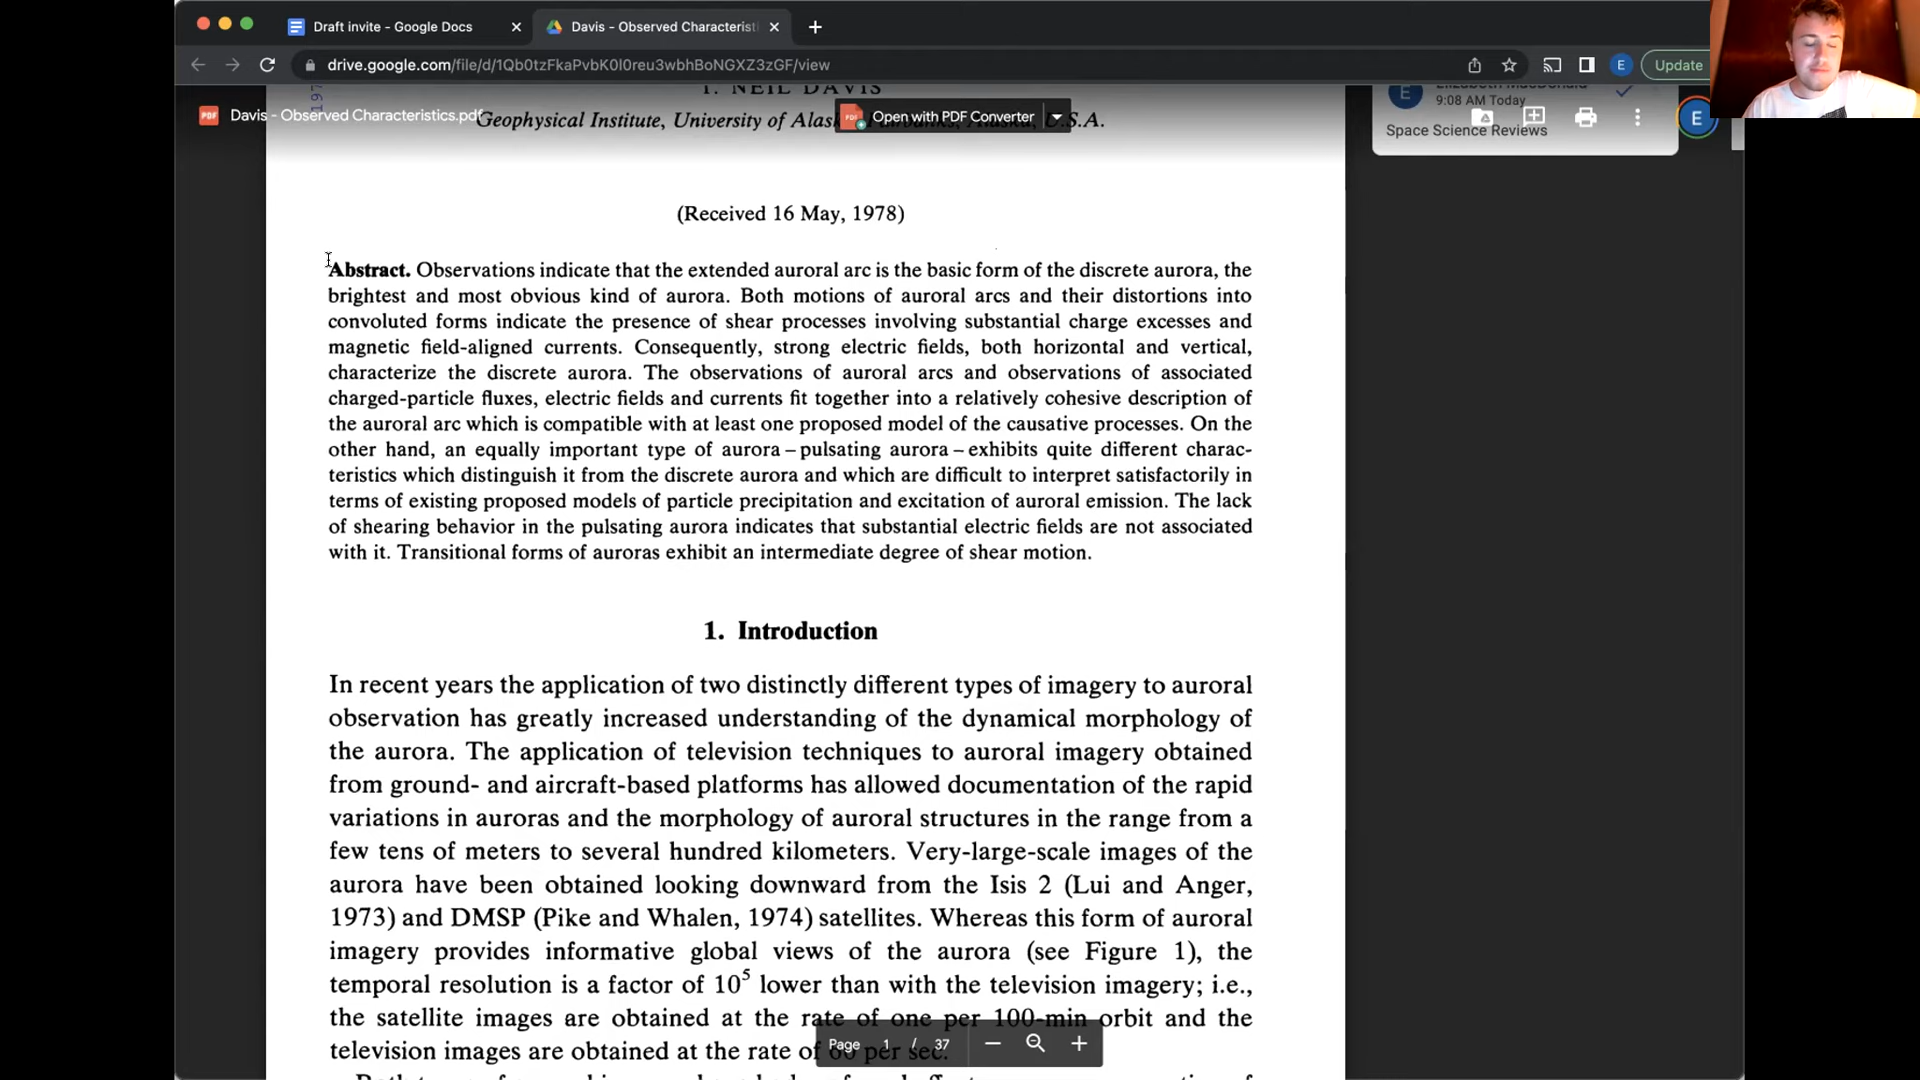 Draft invite - Google Docs
Davis - Observed Characterist
drive.google.com/file/d/1Qb0tzFkaPvbK0l0reu3wbhBoNGXZ3zGF/view
E
Update
T. NEIL DAVIS
PDF Davis - Observed Characteristics.pdf
Geophysical Institute, University of Alas
S.A.
Open with PDF Converter
E
9:08 AM Today
Space Science Reviews
E
(Received 16 May, 1978)
Abstract. Observations indicate that the extended auroral arc is the basic form of the discrete aurora, the
brightest and most obvious kind of aurora. Both motions of auroral arcs and their distortions into
convoluted forms indicate the presence of shear processes involving substantial charge excesses and
magnetic field-aligned currents. Consequently, strong electric fields, both horizontal and vertical,
characterize the discrete aurora. The observations of auroral arcs and observations of associated
charged-particle fluxes, electric fields and currents fit together into a relatively cohesive description of
the auroral arc which is compatible with at least one proposed model of the causative processes. On the
other hand, an equally important type of aurora – pulsating aurora – exhibits quite different charac-
teristics which distinguish it from the discrete aurora and which are difficult to interpret satisfactorily in
terms of existing proposed models of particle precipitation and excitation of auroral emission. The lack
of shearing behavior in the pulsating aurora indicates that substantial electric fields are not associated
with it. Transitional forms of auroras exhibit an intermediate degree of shear motion.
1. Introduction
In recent years the application of two distinctly different types of imagery to auroral
observation has greatly increased understanding of the dynamical morphology of
the aurora. The application of television techniques to auroral imagery obtained
from ground- and aircraft-based platforms has allowed documentation of the rapid
variations in auroras and the morphology of auroral structures in the range from a
few tens of meters to several hundred kilometers. Very-large-scale images of the
aurora have been obtained looking downward from the Isis 2 (Lui and Anger,
1973) and DMSP (Pike and Whalen, 1974) satellites. Whereas this form of auroral
imagery provides informative global views of the aurora (see Figure 1), the
temporal resolution is a factor of 10⁵ lower than with the television imagery; i.e.,
the satellite images are obtained at the rate of one per 100-min orbit and the
television images are obtained at the rate of 60 per sec.
Page 1 / 37